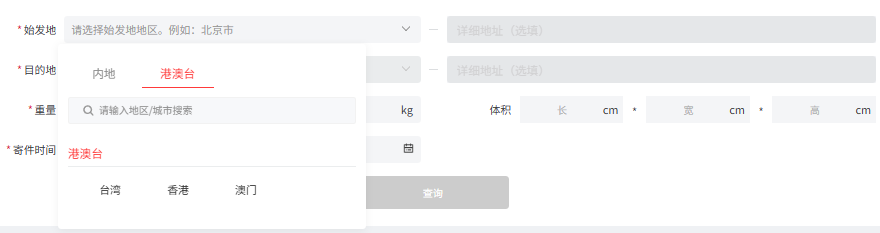 * 始发地 请选择始发地地区。例如：北京市 — 详细地址（选填）
* 目的地 — 详细地址（选填）
内地 港澳台
* 重量 kg 体积 长 cm * 宽 cm * 高 cm
请输入地区/城市搜索
* 寄件时间
港澳台
台湾 香港 澳门
查询